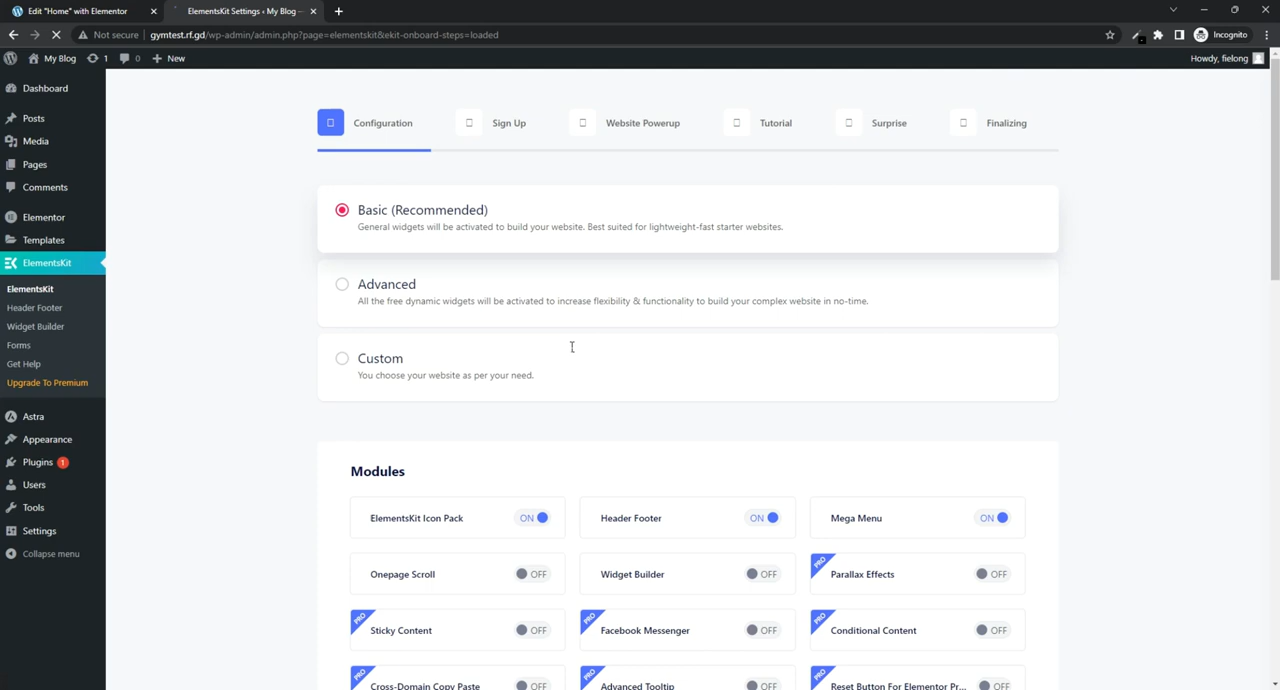 Edit "Home" with Elementor
ElementsKit Settings ‹ My Blog —
Not secure
gymtest.rf.gd/wp-admin/admin.php?page=elementskit&ekit-onboard-steps=loaded
Incognito
My Blog
1
0
New
Howdy, fielong
Dashboard
Posts
Media
Pages
Comments
Elementor
Templates
ElementsKit
ElementsKit
Header Footer
Widget Builder
Forms
Get Help
Upgrade To Premium
Astra
Appearance
Plugins 1
Users
Tools
Settings
Collapse menu
Configuration
Sign Up
Website Powerup
Tutorial
Surprise
Finalizing
Basic (Recommended)
General widgets will be activated to build your website. Best suited for lightweight-fast starter websites.
Advanced
All the free dynamic widgets will be activated to increase flexibility & functionality to build your complex website in no-time.
Custom
You choose your website as per your need.
Modules
ElementsKit Icon Pack ON
Header Footer ON
Mega Menu ON
Onepage Scroll OFF
Widget Builder OFF
PRO Parallax Effects OFF
PRO Sticky Content OFF
PRO Facebook Messenger OFF
PRO Conditional Content OFF
PRO Cross-Domain Copy Paste OFF
PRO Advanced Tooltip OFF
PRO Reset Button For Elementor Pr... OFF